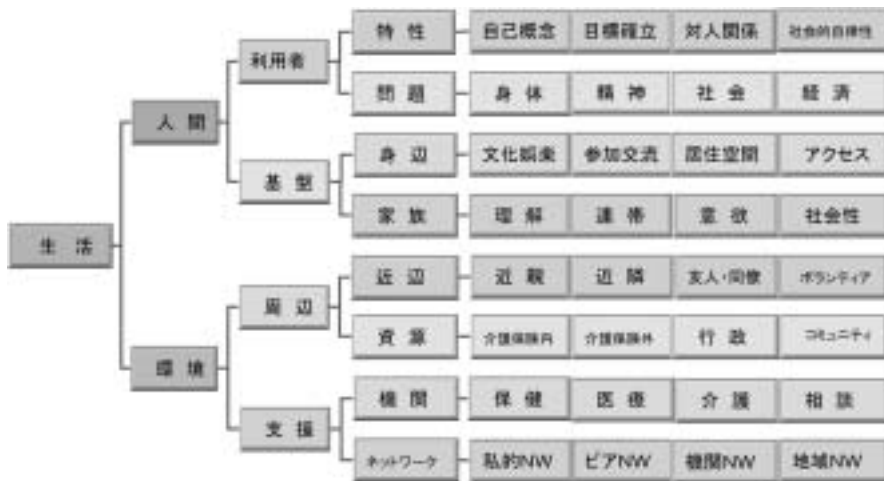 特性 自己概念 目標確立 対人関係 社会的自律性
利用者
問題 身体 精神 社会 経済
人間
身辺 文化娯楽 参加交流 居住空間 アクセス
基盤
家族 理解 連帯 意欲 社会性
生活
近辺 近親 近隣 友人・同僚 ボランティア
周辺
資源 介護保険内 介護保険外 行政 コミュニティ
環境
機関 保健 医療 介護 相談
支援
ネットワーク 私的NW ピアNW 機関NW 地域NW